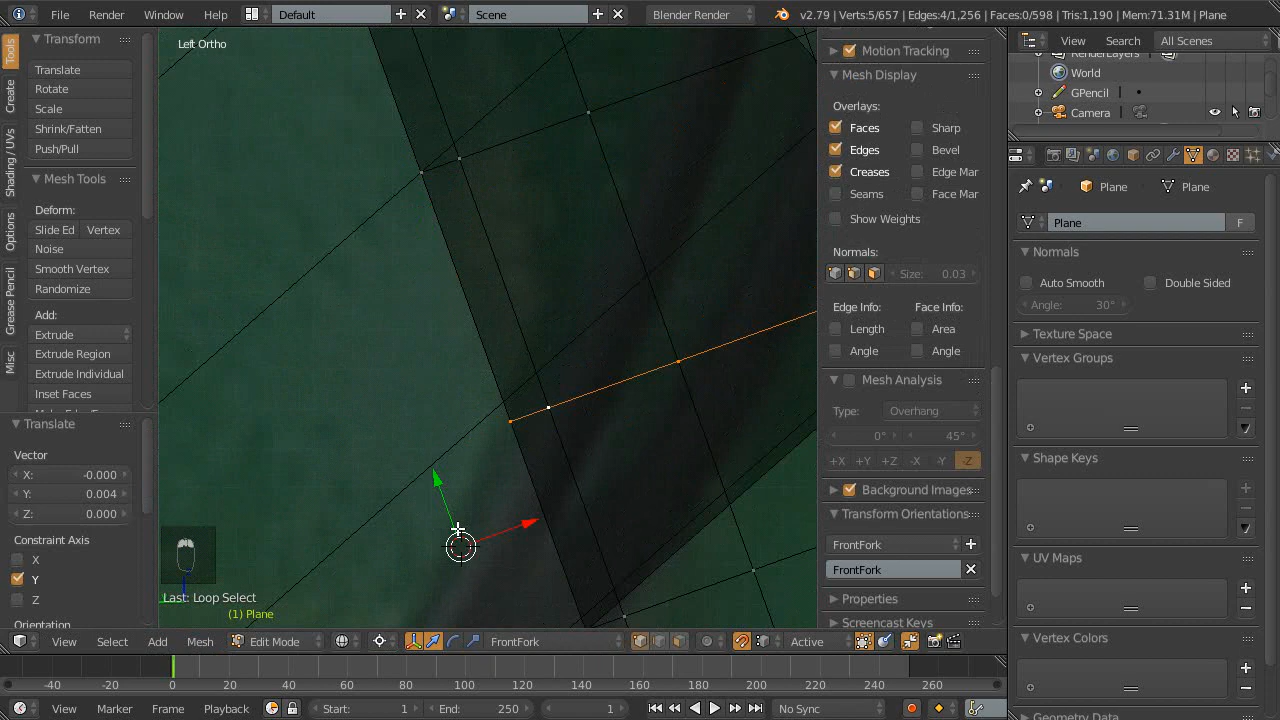 File Render Window Help Default Scene Blender Render v2.79 | Verts:5/657 | Edges:4/1,256 | Faces:0/598 | Tris:1,190 | Mem:71.31M | Plane
Tools
Create
Shading / UVs
Options
Grease Pencil
Misc
Transform
Translate
Rotate
Scale
Shrink/Fatten
Push/Pull
Mesh Tools
Deform:
Slide Ed Vertex
Noise
Smooth Vertex
Randomize
Add:
Extrude
Extrude Region
Extrude Individual
Inset Faces
Translate
Vector
X: -0.000
Y: 0.004
Z: 0.000
Constraint Axis
X
Y
Z
Orientation
Left Ortho
Last: Loop Select
(1) Plane
Motion Tracking
Mesh Display
Overlays:
Faces Sharp
Edges Bevel
Creases Edge Mar
Seams Face Mar
Show Weights
Normals:
Size: 0.03
Edge Info: Face Info:
Length Area
Angle Angle
Mesh Analysis
Type: Overhang
0° 45°
+X +Y +Z -X -Y -Z
Background Images
Transform Orientations
FrontFork
FrontFork
Properties
Screencast Keys
View Search All Scenes
RenderLayers
World
GPencil
Camera
Plane Plane
Plane F
Normals
Auto Smooth Double Sided
Angle: 30°
Texture Space
Vertex Groups
Shape Keys
UV Maps
Vertex Colors
Geometry Data
View Select Add Mesh Edit Mode FrontFork Active
-40 -20 0 20 40 60 80 100 120 140 160 180 200 220 240 260
View Marker Frame Playback Start: 1 End: 250 1 No Sync